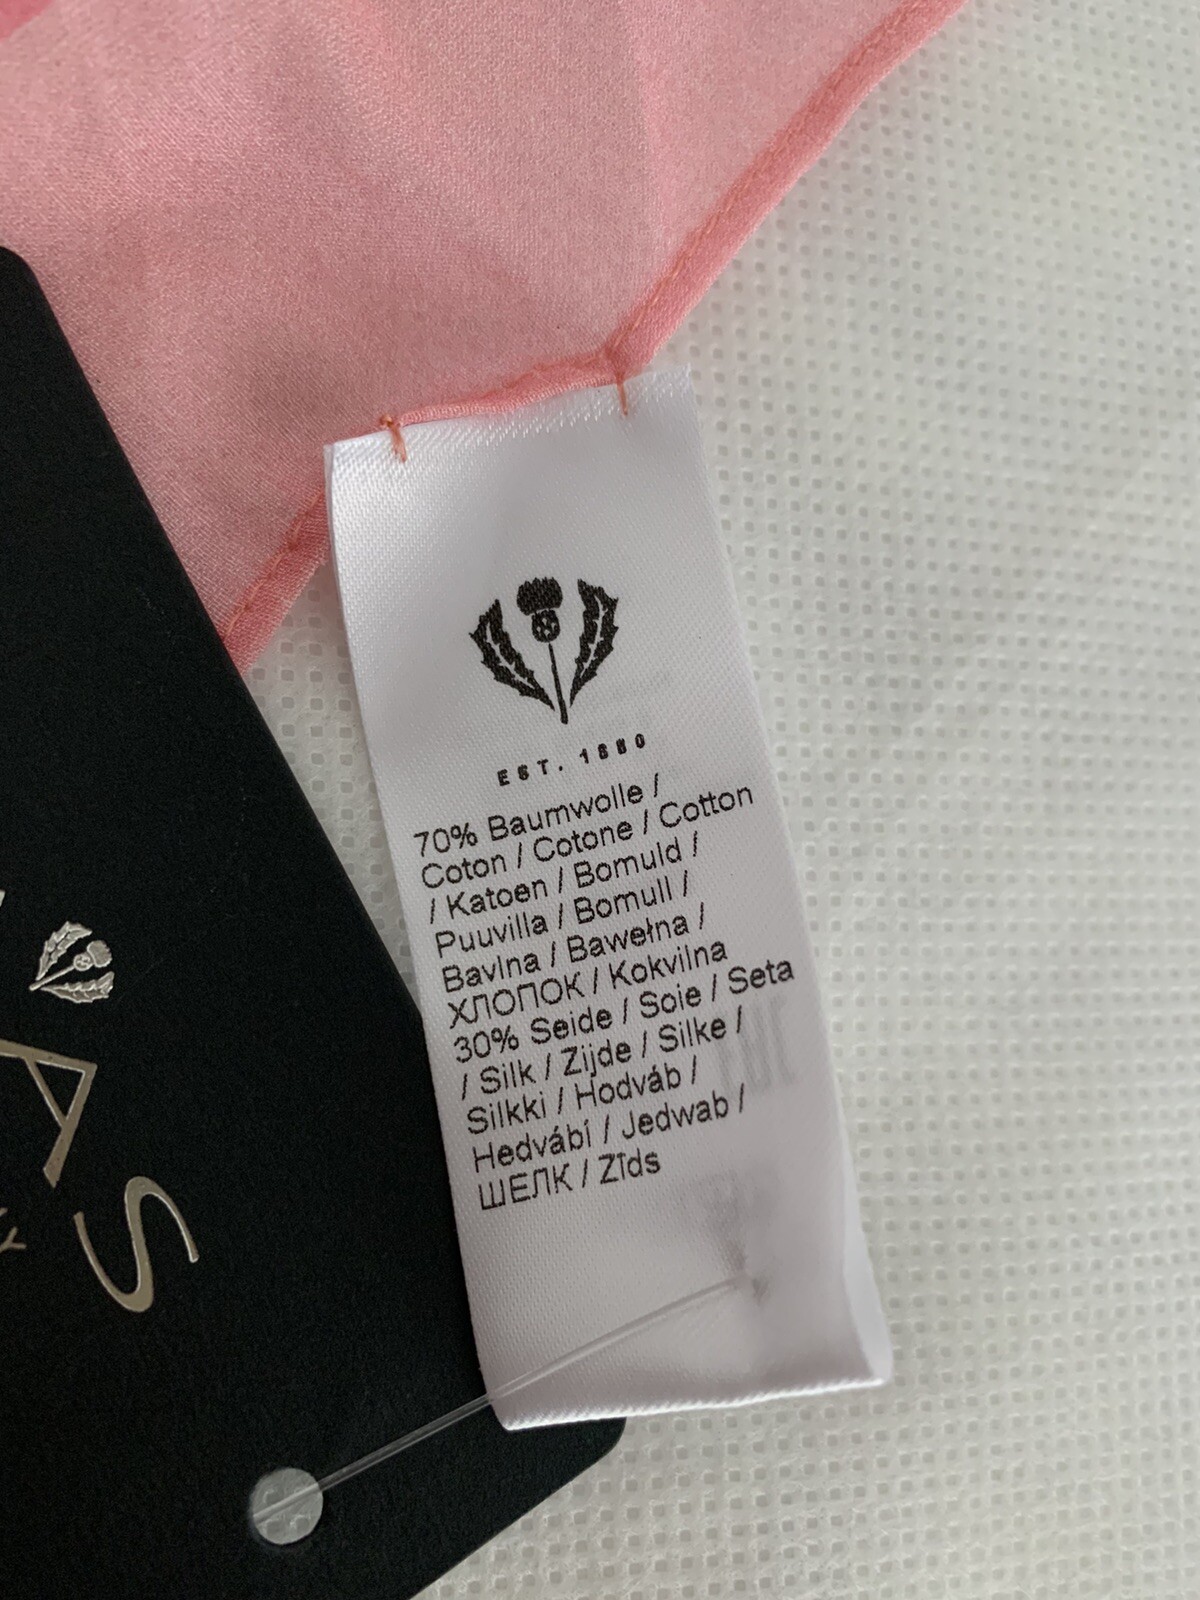 EST. 1880
70% Baumwolle /
Coton / Cotone / Cotton
/ Katoen / Bomuld /
Puuvilla / Bomull /
Bavlna / Bawełna /
ХЛОПОК / Kokvilna
30% Seide / Soie / Seta
/ Silk / Zijde / Silke /
Silkki / Hodváb /
Hedvábí / Jedwab /
ШЕЛК / Zīds
AS